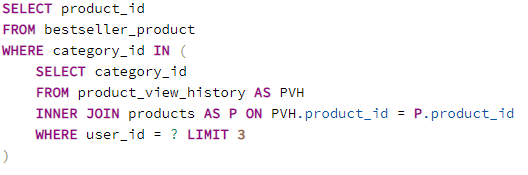 SELECT product_id
FROM bestseller_product
WHERE category_id IN (
SELECT category_id
FROM product_view_history AS PVH
INNER JOIN products AS P ON PVH.product_id = P.product_id
WHERE user_id = ? LIMIT 3
)